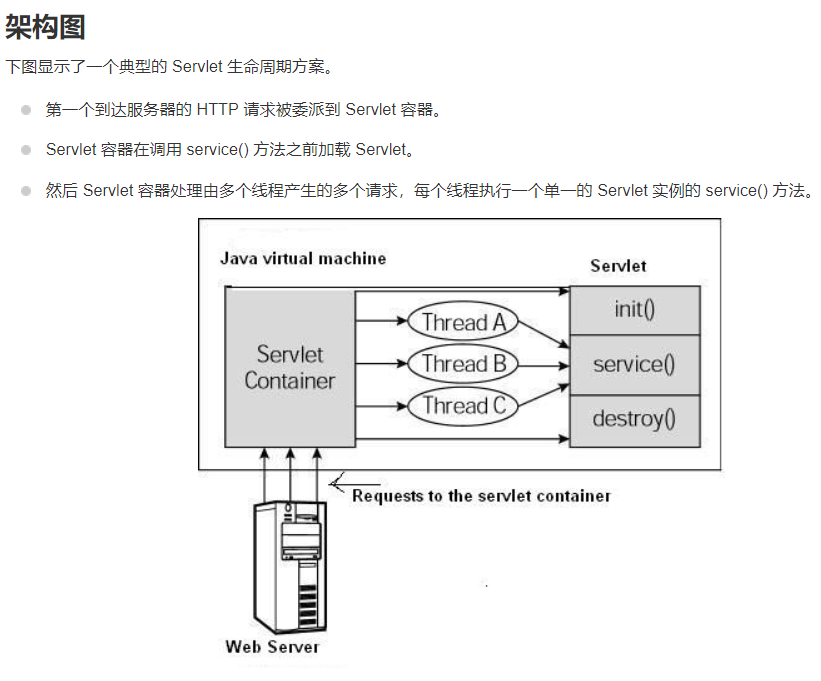 架构图
下图显示了一个典型的 Servlet 生命周期方案。
第一个到达服务器的 HTTP 请求被委派到 Servlet 容器。
Servlet 容器在调用 service() 方法之前加载 Servlet。
然后 Servlet 容器处理由多个线程产生的多个请求，每个线程执行一个单一的 Servlet 实例的 service() 方法。
Java virtual machine
Servlet
init()
Thread A
Servlet
Container
Thread B
service()
Thread C
destroy()
Requests to the servlet container
Web Server